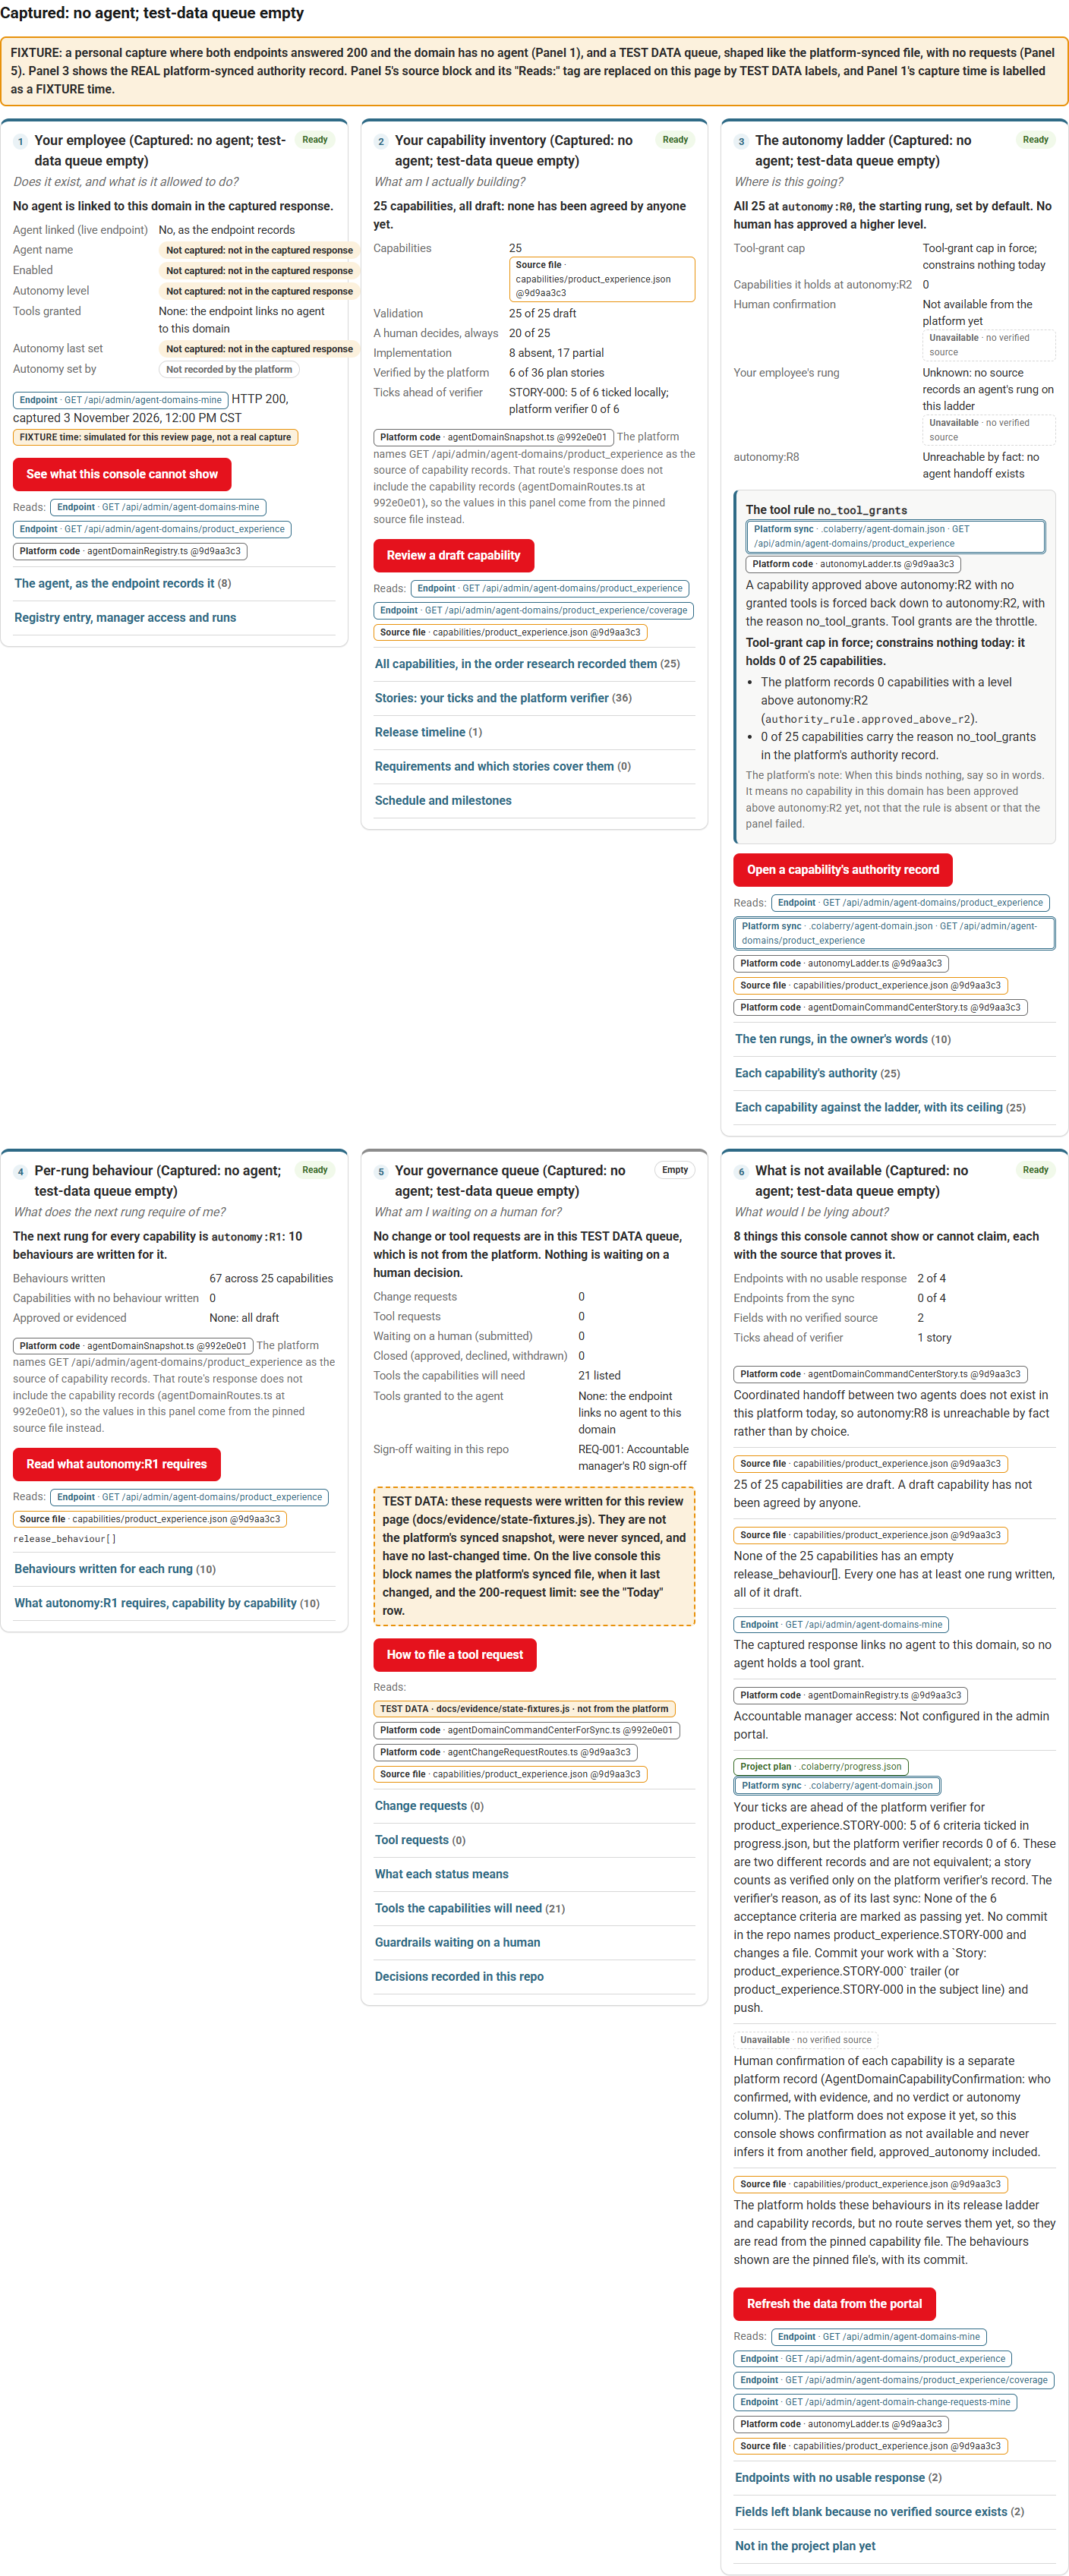 Captured: no agent; test-data queue empty
FIXTURE: a personal capture where both endpoints answered 200 and the domain has no agent (Panel 1), and a TEST DATA queue, shaped like the platform-synced file, with no requests (Panel
5). Panel 3 shows the REAL platform-synced authority record. Panel 5's source block and its "Reads:" tag are replaced on this page by TEST DATA labels, and Panel 1's capture time is labelled
as a FIXTURE time.
1 Your employee (Captured: no agent; test-
data queue empty)
Ready
Does it exist, and what is it allowed to do?
No agent is linked to this domain in the captured response.
Agent linked (live endpoint) No, as the endpoint records
Agent name Not captured: not in the captured response
Enabled Not captured: not in the captured response
Autonomy level Not captured: not in the captured response
Tools granted None: the endpoint links no agent
to this domain
Autonomy last set Not captured: not in the captured response
Autonomy set by Not recorded by the platform
Endpoint · GET /api/admin/agent-domains-mine HTTP 200,
captured 3 November 2026, 12:00 PM CST
FIXTURE time: simulated for this review page, not a real capture
See what this console cannot show
Reads: Endpoint · GET /api/admin/agent-domains-mine
Endpoint · GET /api/admin/agent-domains/product_experience
Platform code · agentDomainRegistry.ts @9d9aa3c3
The agent, as the endpoint records it (8)
Registry entry, manager access and runs
2 Your capability inventory (Captured: no
agent; test-data queue empty)
Ready
What am I actually building?
25 capabilities, all draft: none has been agreed by anyone
yet.
Capabilities 25
Source file ·
capabilities/product_experience.json
@9d9aa3c3
Validation 25 of 25 draft
A human decides, always 20 of 25
Implementation 8 absent, 17 partial
Verified by the platform 6 of 36 plan stories
Ticks ahead of verifier STORY-000: 5 of 6 ticked locally;
platform verifier 0 of 6
Platform code · agentDomainSnapshot.ts @992e0e01 The platform
names GET /api/admin/agent-domains/product_experience as the
source of capability records. That route's response does not
include the capability records (agentDomainRoutes.ts at
992e0e01), so the values in this panel come from the pinned
source file instead.
Review a draft capability
Reads: Endpoint · GET /api/admin/agent-domains/product_experience
Endpoint · GET /api/admin/agent-domains/product_experience/coverage
Source file · capabilities/product_experience.json @9d9aa3c3
All capabilities, in the order research recorded them (25)
Stories: your ticks and the platform verifier (36)
Release timeline (1)
Requirements and which stories cover them (0)
Schedule and milestones
3 The autonomy ladder (Captured: no
agent; test-data queue empty)
Ready
Where is this going?
All 25 at autonomy:R0, the starting rung, set by default. No
human has approved a higher level.
Tool-grant cap Tool-grant cap in force;
constrains nothing today
Capabilities it holds at autonomy:R2 0
Human confirmation Not available from the
platform yet
Unavailable · no verified
source
Your employee's rung Unknown: no source
records an agent's rung on
this ladder
Unavailable · no verified
source
autonomy:R8 Unreachable by fact: no
agent handoff exists
The tool rule no_tool_grants
Platform sync · .colaberry/agent-domain.json · GET
/api/admin/agent-domains/product_experience
Platform code · autonomyLadder.ts @9d9aa3c3
A capability approved above autonomy:R2 with no
granted tools is forced back down to autonomy:R2, with
the reason no_tool_grants. Tool grants are the throttle.
Tool-grant cap in force; constrains nothing today: it
holds 0 of 25 capabilities.
• The platform records 0 capabilities with a level
above autonomy:R2
(authority_rule.approved_above_r2).
• 0 of 25 capabilities carry the reason no_tool_grants
in the platform's authority record.
The platform's note: When this binds nothing, say so in words.
It means no capability in this domain has been approved
above autonomy:R2 yet, not that the rule is absent or that the
panel failed.
Open a capability's authority record
Reads: Endpoint · GET /api/admin/agent-domains/product_experience
Platform sync · .colaberry/agent-domain.json · GET /api/admin/agent-
domains/product_experience
Platform code · autonomyLadder.ts @9d9aa3c3
Source file · capabilities/product_experience.json @9d9aa3c3
Platform code · agentDomainCommandCenterStory.ts @9d9aa3c3
The ten rungs, in the owner's words (10)
Each capability's authority (25)
Each capability against the ladder, with its ceiling (25)
4 Per-rung behaviour (Captured: no agent;
test-data queue empty)
Ready
What does the next rung require of me?
The next rung for every capability is autonomy:R1: 10
behaviours are written for it.
Behaviours written 67 across 25 capabilities
Capabilities with no behaviour written 0
Approved or evidenced None: all draft
Platform code · agentDomainSnapshot.ts @992e0e01 The platform
names GET /api/admin/agent-domains/product_experience as the
source of capability records. That route's response does not
include the capability records (agentDomainRoutes.ts at
992e0e01), so the values in this panel come from the pinned
source file instead.
Read what autonomy:R1 requires
Reads: Endpoint · GET /api/admin/agent-domains/product_experience
Source file · capabilities/product_experience.json @9d9aa3c3
release_behaviour[]
Behaviours written for each rung (10)
What autonomy:R1 requires, capability by capability (10)
5 Your governance queue (Captured: no
agent; test-data queue empty)
Empty
What am I waiting on a human for?
No change or tool requests are in this TEST DATA queue,
which is not from the platform. Nothing is waiting on a
human decision.
Change requests 0
Tool requests 0
Waiting on a human (submitted) 0
Closed (approved, declined, withdrawn) 0
Tools the capabilities will need 21 listed
Tools granted to the agent None: the endpoint
links no agent to this
domain
Sign-off waiting in this repo REQ-001: Accountable
manager's R0 sign-off
TEST DATA: these requests were written for this review
page (docs/evidence/state-fixtures.js). They are not
the platform's synced snapshot, were never synced, and
have no last-changed time. On the live console this
block names the platform's synced file, when it last
changed, and the 200-request limit: see the "Today"
row.
How to file a tool request
Reads:
TEST DATA · docs/evidence/state-fixtures.js · not from the platform
Platform code · agentDomainCommandCenterForSync.ts @992e0e01
Platform code · agentChangeRequestRoutes.ts @9d9aa3c3
Source file · capabilities/product_experience.json @9d9aa3c3
Change requests (0)
Tool requests (0)
What each status means
Tools the capabilities will need (21)
Guardrails waiting on a human
Decisions recorded in this repo
6 What is not available (Captured: no
agent; test-data queue empty)
Ready
What would I be lying about?
8 things this console cannot show or cannot claim, each
with the source that proves it.
Endpoints with no usable response 2 of 4
Endpoints from the sync 0 of 4
Fields with no verified source 2
Ticks ahead of verifier 1 story
Platform code · agentDomainCommandCenterStory.ts @9d9aa3c3
Coordinated handoff between two agents does not exist in
this platform today, so autonomy:R8 is unreachable by fact
rather than by choice.
Source file · capabilities/product_experience.json @9d9aa3c3
25 of 25 capabilities are draft. A draft capability has not
been agreed by anyone.
Source file · capabilities/product_experience.json @9d9aa3c3
None of the 25 capabilities has an empty
release_behaviour[]. Every one has at least one rung written,
all of it draft.
Endpoint · GET /api/admin/agent-domains-mine
The captured response links no agent to this domain, so no
agent holds a tool grant.
Platform code · agentDomainRegistry.ts @9d9aa3c3
Accountable manager access: Not configured in the admin
portal.
Project plan · .colaberry/progress.json
Platform sync · .colaberry/agent-domain.json
Your ticks are ahead of the platform verifier for
product_experience.STORY-000: 5 of 6 criteria ticked in
progress.json, but the platform verifier records 0 of 6. These
are two different records and are not equivalent; a story
counts as verified only on the platform verifier's record. The
verifier's reason, as of its last sync: None of the 6
acceptance criteria are marked as passing yet. No commit
in the repo names product_experience.STORY-000 and
changes a file. Commit your work with a `Story:
product_experience.STORY-000` trailer (or
product_experience.STORY-000 in the subject line) and
push.
Unavailable · no verified source
Human confirmation of each capability is a separate
platform record (AgentDomainCapabilityConfirmation: who
confirmed, with evidence, and no verdict or autonomy
column). The platform does not expose it yet, so this
console shows confirmation as not available and never
infers it from another field, approved_autonomy included.
Source file · capabilities/product_experience.json @9d9aa3c3
The platform holds these behaviours in its release ladder
and capability records, but no route serves them yet, so they
are read from the pinned capability file. The behaviours
shown are the pinned file's, with its commit.
Refresh the data from the portal
Reads: Endpoint · GET /api/admin/agent-domains-mine
Endpoint · GET /api/admin/agent-domains/product_experience
Endpoint · GET /api/admin/agent-domains/product_experience/coverage
Endpoint · GET /api/admin/agent-domain-change-requests-mine
Platform code · autonomyLadder.ts @9d9aa3c3
Source file · capabilities/product_experience.json @9d9aa3c3
Endpoints with no usable response (2)
Fields left blank because no verified source exists (2)
Not in the project plan yet